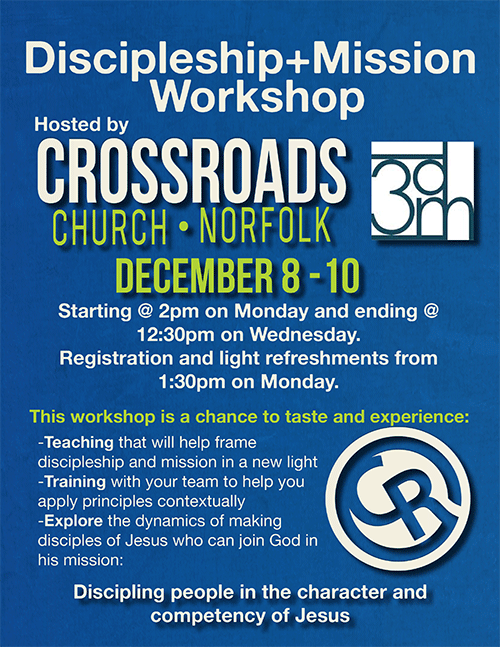 Discipleship+Mission
Workshop
Hosted by
CROSSROADS
CHURCH • NORFOLK
3dm
DECEMBER 8 -10
Starting @ 2pm on Monday and ending @
12:30pm on Wednesday.
Registration and light refreshments from
1:30pm on Monday.
This workshop is a chance to taste and experience:
-Teaching that will help frame
discipleship and mission in a new light
-Training with your team to help you
apply principles contextually
-Explore the dynamics of making
disciples of Jesus who can join God in
his mission:
CR
Discipling people in the character and
competency of Jesus